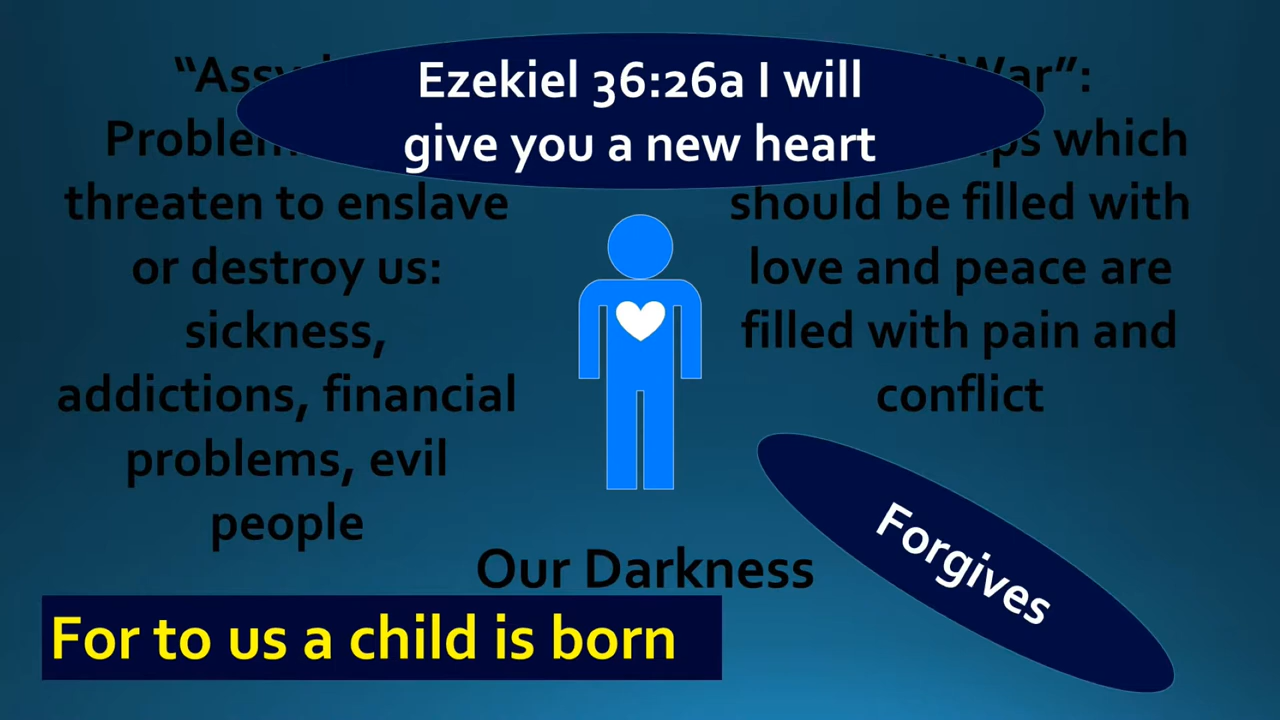 Ezekiel 36:26a I will
give you a new heart
War":
Problem
which
threaten to enslave
or destroy us:
sickness,
addictions, financial
problems, evil
people
should be filled with
love and peace are
filled with pain and
conflict
Our Darkness
Forgives
For to us a child is born